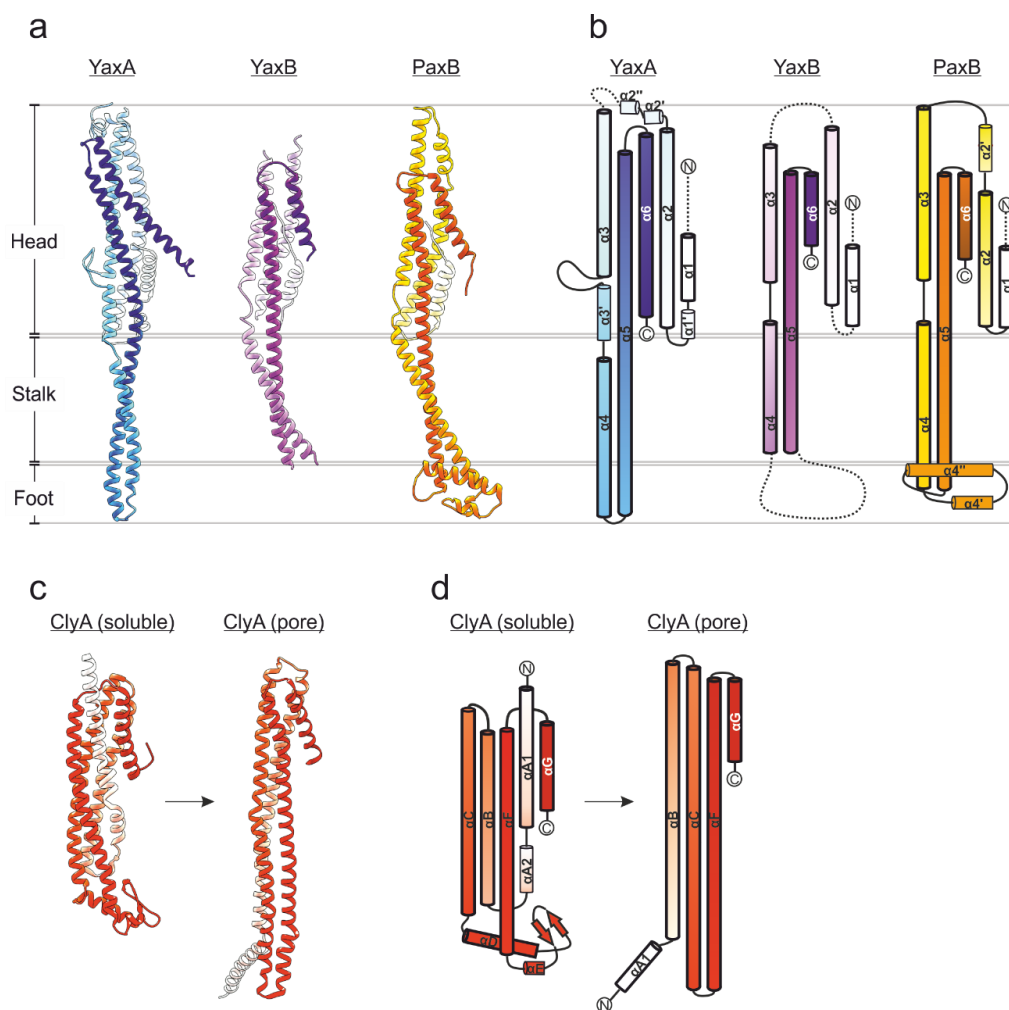 a
b
YaxA YaxB PaxB YaxA YaxB PaxB
Head
Stalk
Foot
α2'' α2'
α3 α6 α2 N α1 α3' C α1' α5 α4
α3 α6 α2 N C α1 α5 α4
α3 α2' α6 N C α2 α1 α5 α4 α4'' α4'
c
d
ClyA (soluble) ClyA (pore) ClyA (soluble) ClyA (pore)
N
αC αB αF αA1 αG C αA2 αD αE
αB αC αF αG C αA1 N